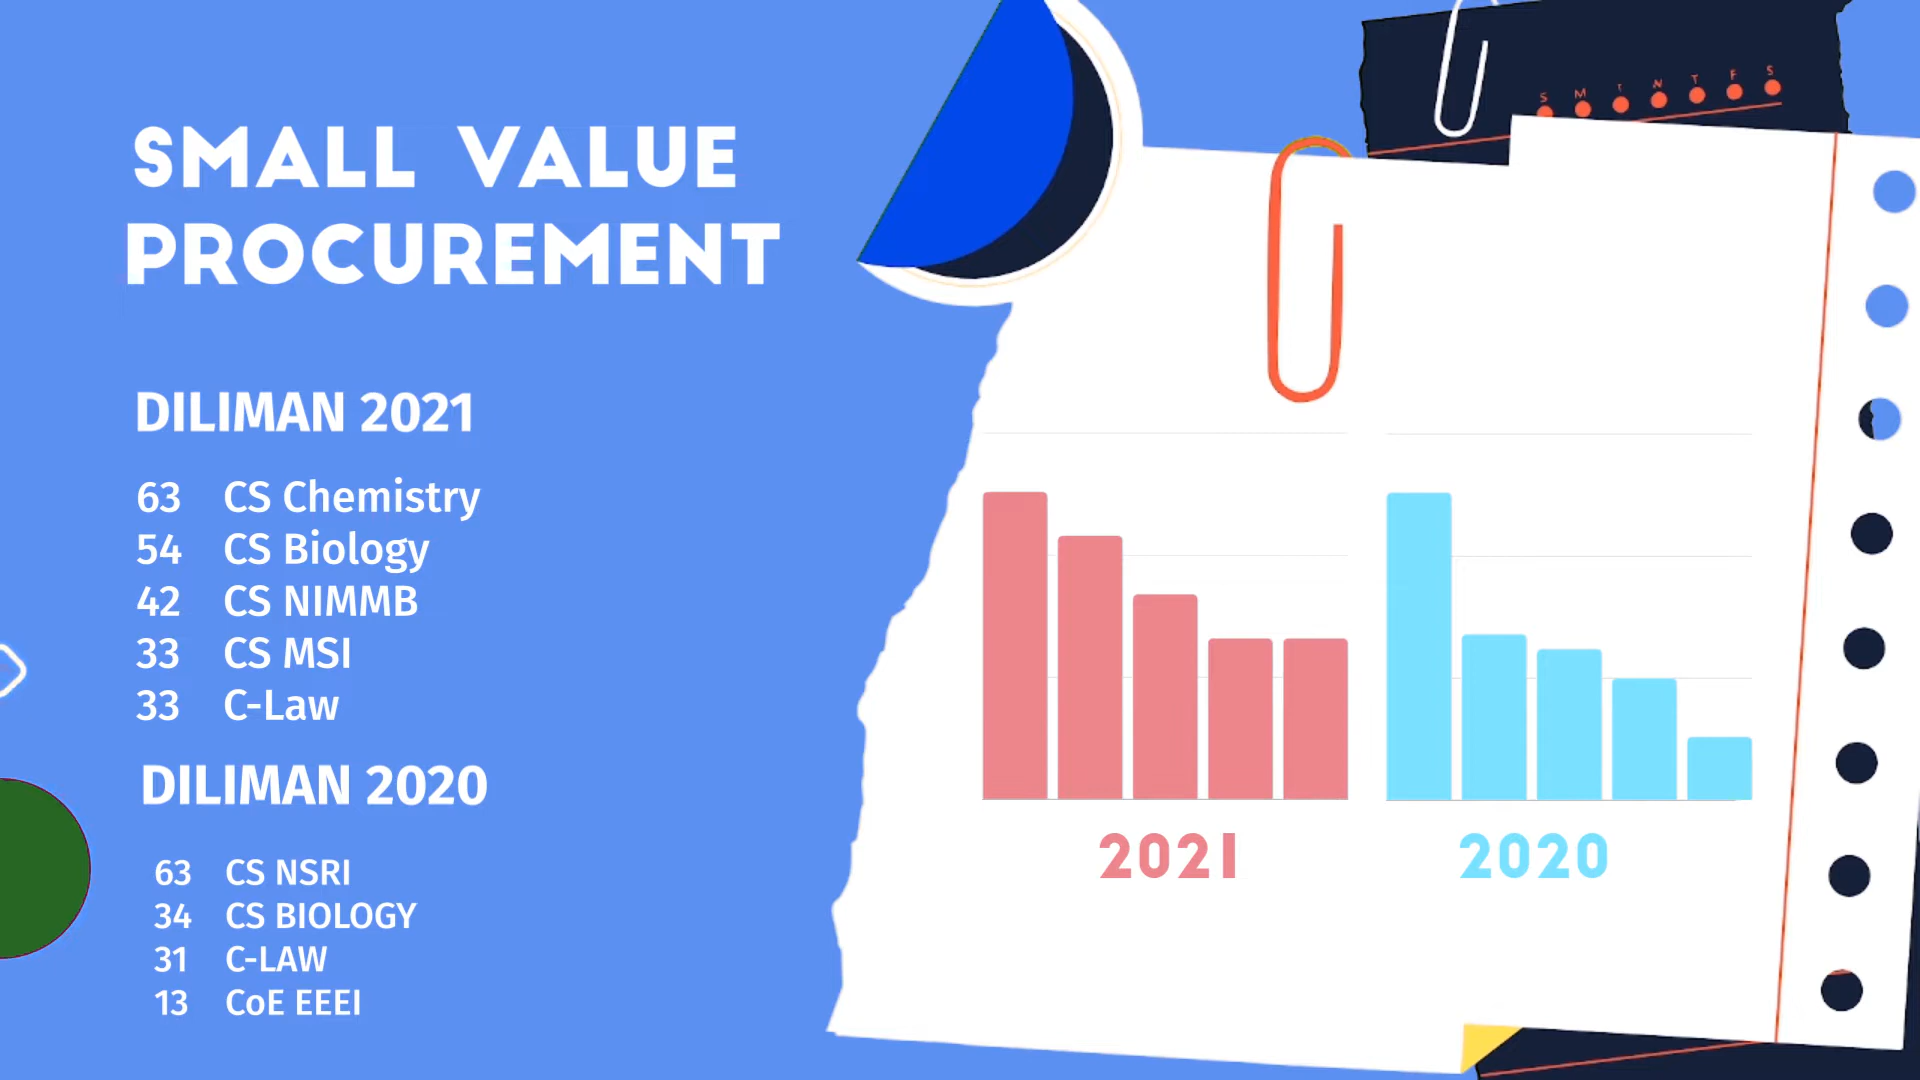 SMALL VALUE
PROCUREMENT
DILIMAN 2021
63 CS Chemistry
54 CS Biology
42 CS NIMMB
33 CS MSI
33 C-Law
DILIMAN 2020
63 CS NSRI
34 CS BIOLOGY
31 C-LAW
13 CoE EEEI
S M T W T F S
2021 2020